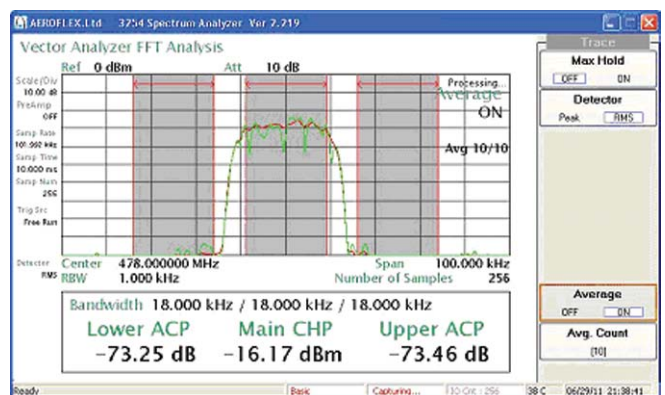 AEROFLEX.Ltd 3254 Spectrum Analyzer Ver 2.219
Vector Analyzer FFT Analysis
Ref 0 dBm Att 10 dB
Scale/Div
10.00 dB
PreAmp
OFF
Samp Rate
101.992 kHz
Samp Time
10.000 ms
Samp Num
256
Trig Src
Free Run
Detector
RMS
Processing...
Average
ON
Avg 10/10
Center 478.000000 MHz Span 100.000 kHz
RBW 1.000 kHz Number of Samples 256
Bandwidth 18.000 kHz / 18.000 kHz / 18.000 kHz
Lower ACP Main CHP Upper ACP
-73.25 dB -16.17 dBm -73.46 dB
Trace
Max Hold
OFF ON
Detector
Peak RMS
Average
OFF ON
Avg. Count
[10]
Ready Basic Capturing... 38 C 06/29/11 21:38:41